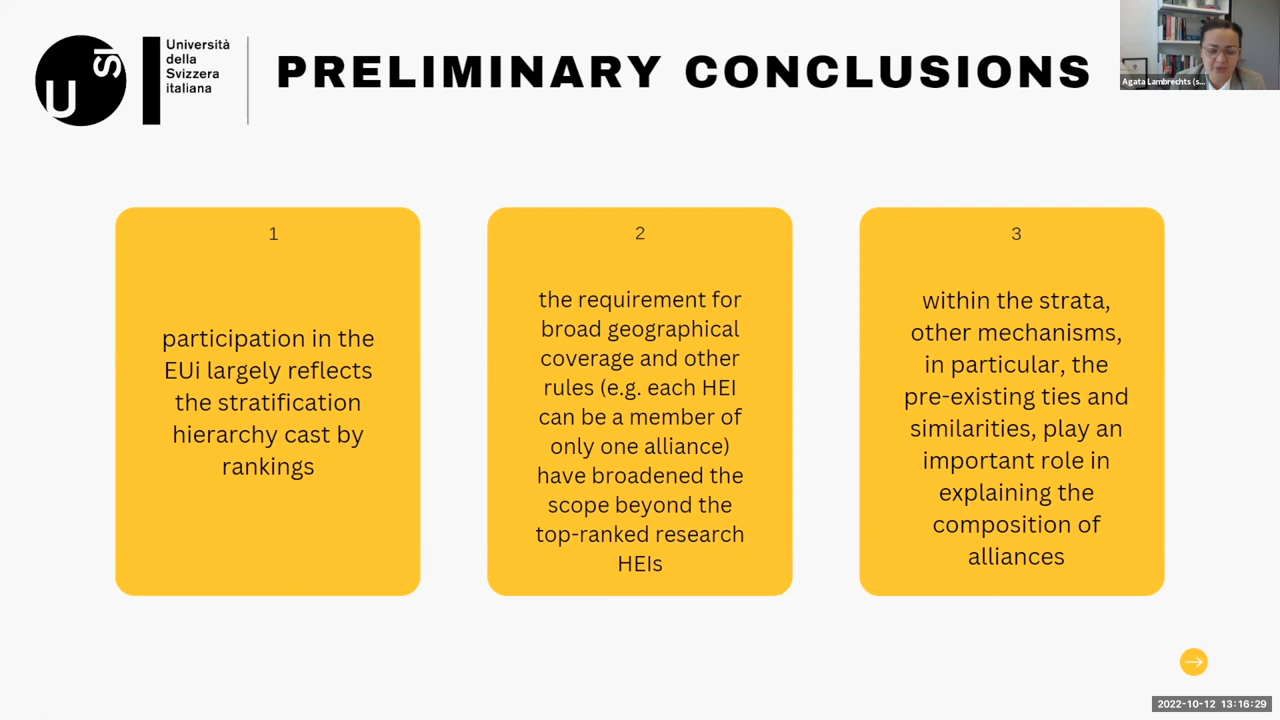 U
SI
Università
della
Svizzera
italiana
PRELIMINARY CONCLUSIONS
Agata Lambrechts (s...
1
participation in the
EUi largely reflects
the stratification
hierarchy cast by
rankings
2
the requirement for
broad geographical
coverage and other
rules (e.g. each HEI
can be a member of
only one alliance)
have broadened the
scope beyond the
top-ranked research
HEIs
3
within the strata,
other mechanisms,
in particular, the
pre-existing ties and
similarities, play an
important role in
explaining the
composition of
alliances
2022-10-12 13:16:29